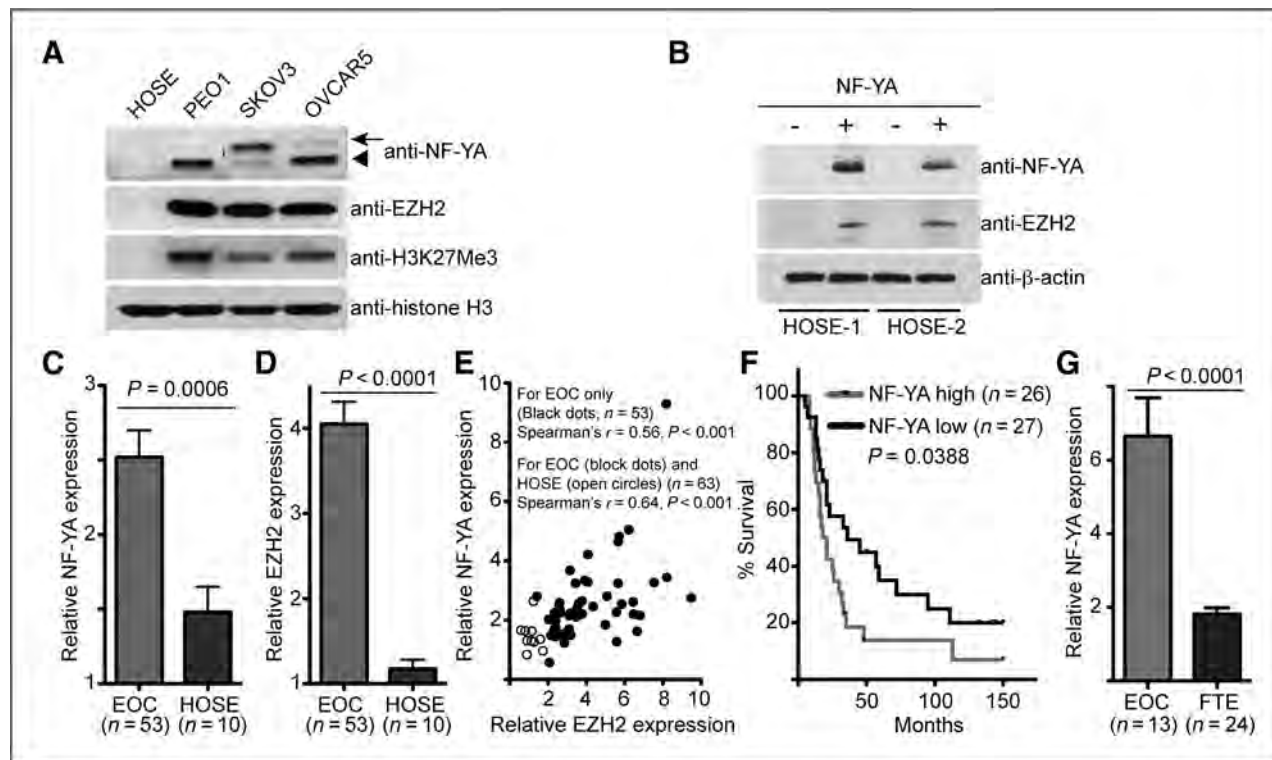 A
HOSE
PEO1
SKOV3
OVCAR5
anti-NF-YA
anti-EZH2
anti-H3K27Me3
anti-histone H3
B
NF-YA
- + - +
anti-NF-YA
anti-EZH2
anti-β-actin
HOSE-1 HOSE-2
C
P = 0.0006
Relative NF-YA expression
3
2
1
EOC HOSE
(n = 53) (n = 10)
D
P < 0.0001
Relative EZH2 expression
4
3
2
1
EOC HOSE
(n = 53) (n = 10)
E
For EOC only
(Black dots, n = 53)
Spearman's r = 0.56, P < 0.001
For EOC (block dots) and
HOSE (open circles) (n = 63)
Spearman's r = 0.64, P < 0.001
Relative NF-YA expression
10
8
6
4
2
2 4 6 8 10
Relative EZH2 expression
F
NF-YA high (n = 26)
NF-YA low (n = 27)
P = 0.0388
% Survival
100
80
60
40
20
50 100 150
Months
G
P < 0.0001
Relative NF-YA expression
6
4
2
EOC FTE
(n = 13) (n = 24)